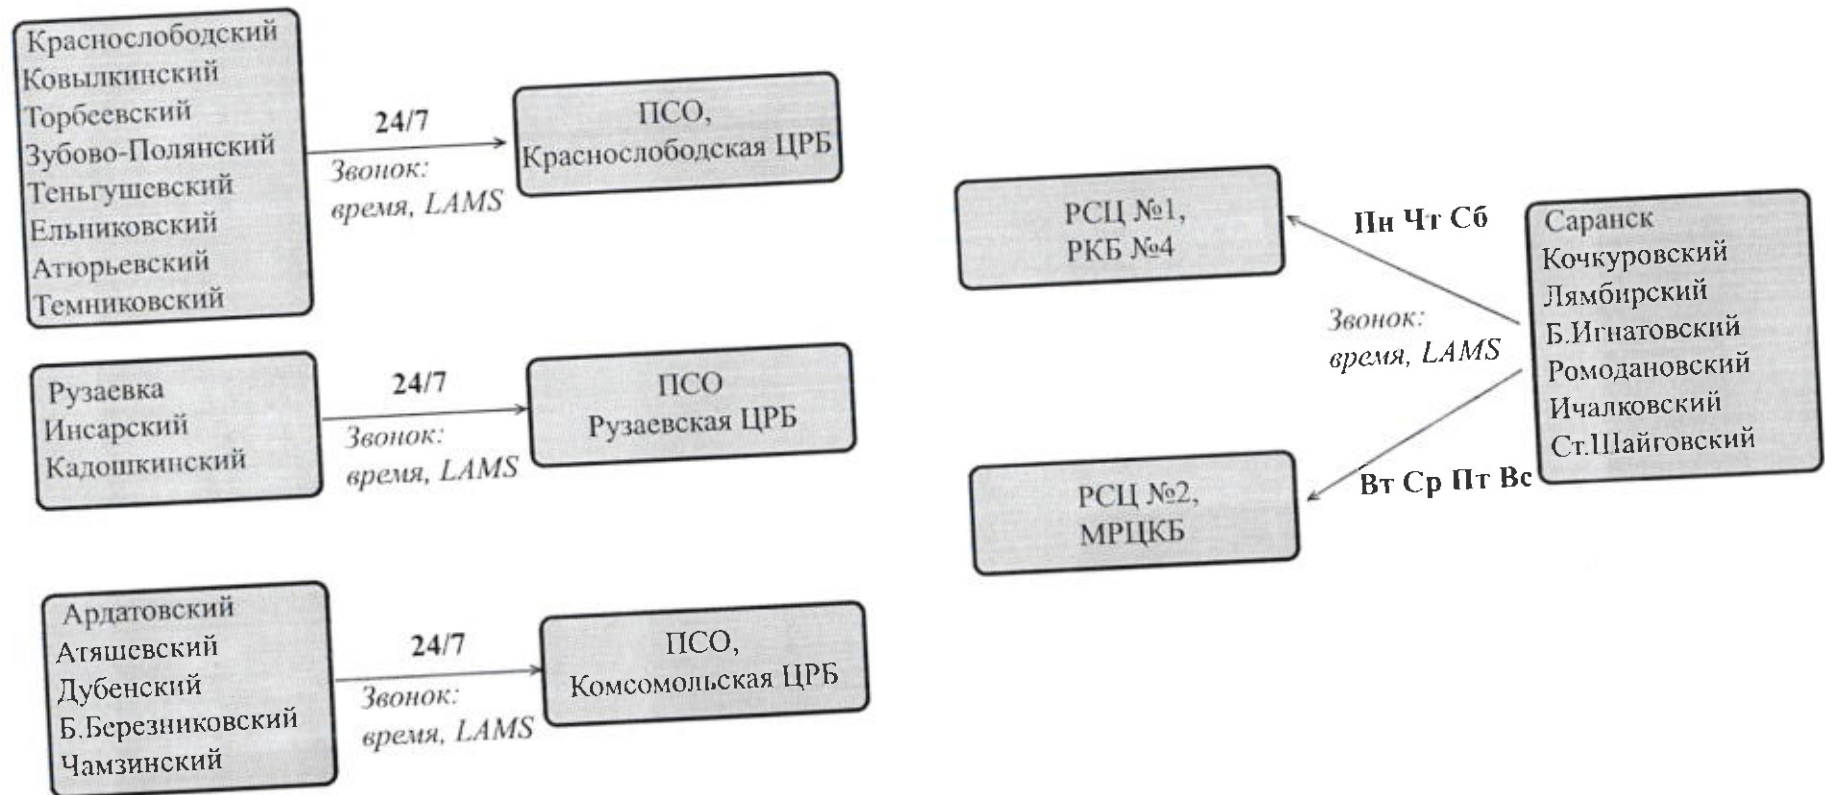 Краснослободский
Ковылкинский
Торбеевский
Зубово-Полянский
Теньгушевский
Ельниковский
Атюрьевский
Темниковский
24/7
Звонок:
время, LAMS
ПСО,
Краснослободская ЦРБ
Рузаевка
Инсарский
Кадошкинский
24/7
Звонок:
время, LAMS
ПСО
Рузаевская ЦРБ
Ардатовский
Атяшевский
Дубенский
Б.Березниковский
Чамзинский
24/7
Звонок:
время, LAMS
ПСО,
Комсомольская ЦРБ
РСЦ №1,
РКБ №4
Пн Чт Сб
Звонок:
время, LAMS
Вт Ср Пт Вс
РСЦ №2,
МРЦКБ
Саранск
Кочкуровский
Лямбирский
Б.Игнатовский
Ромодановский
Ичалковский
Ст.Шайговский